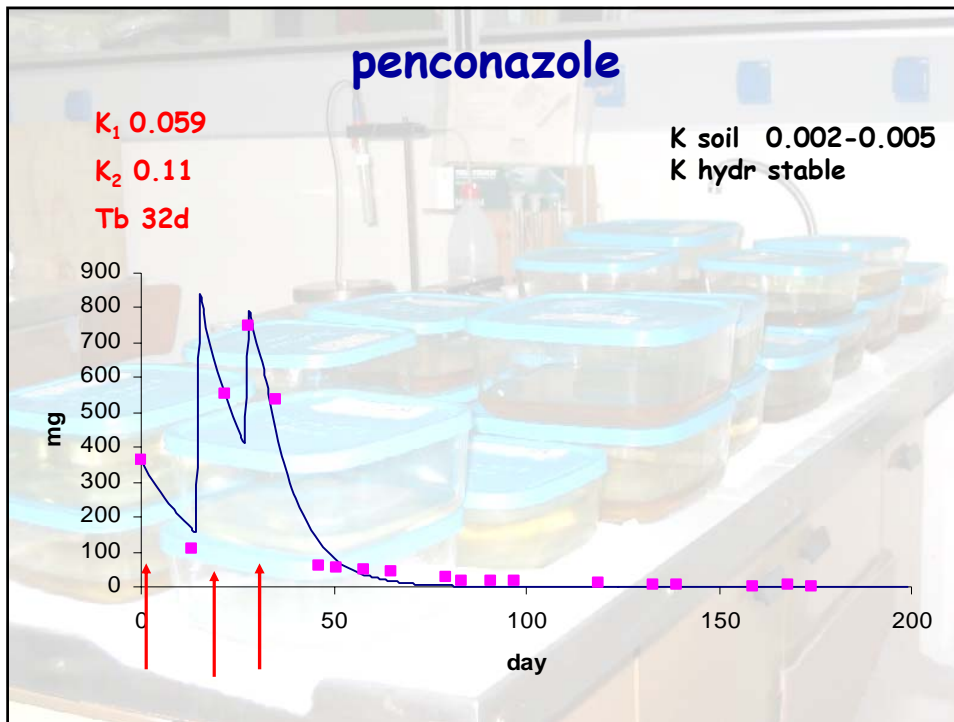 penconazole
K₁ 0.059
K₂ 0.11
Tb 32d
K soil 0.002-0.005
K hydr stable
900
800
700
600
500
400
300
200
100
0
mg
0 50 100 150 200
day